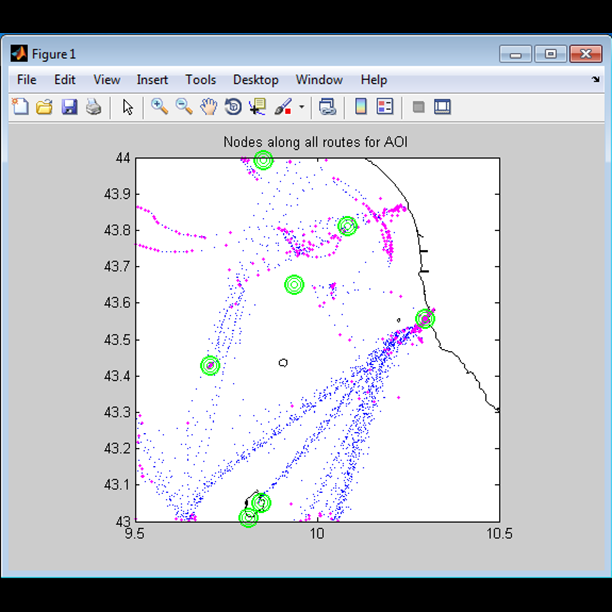 Figure 1
File Edit View Insert Tools Desktop Window Help
Nodes along all routes for AOI
44
43.9
43.8
43.7
43.6
43.5
43.4
43.3
43.2
43.1
43
9.5 10 10.5